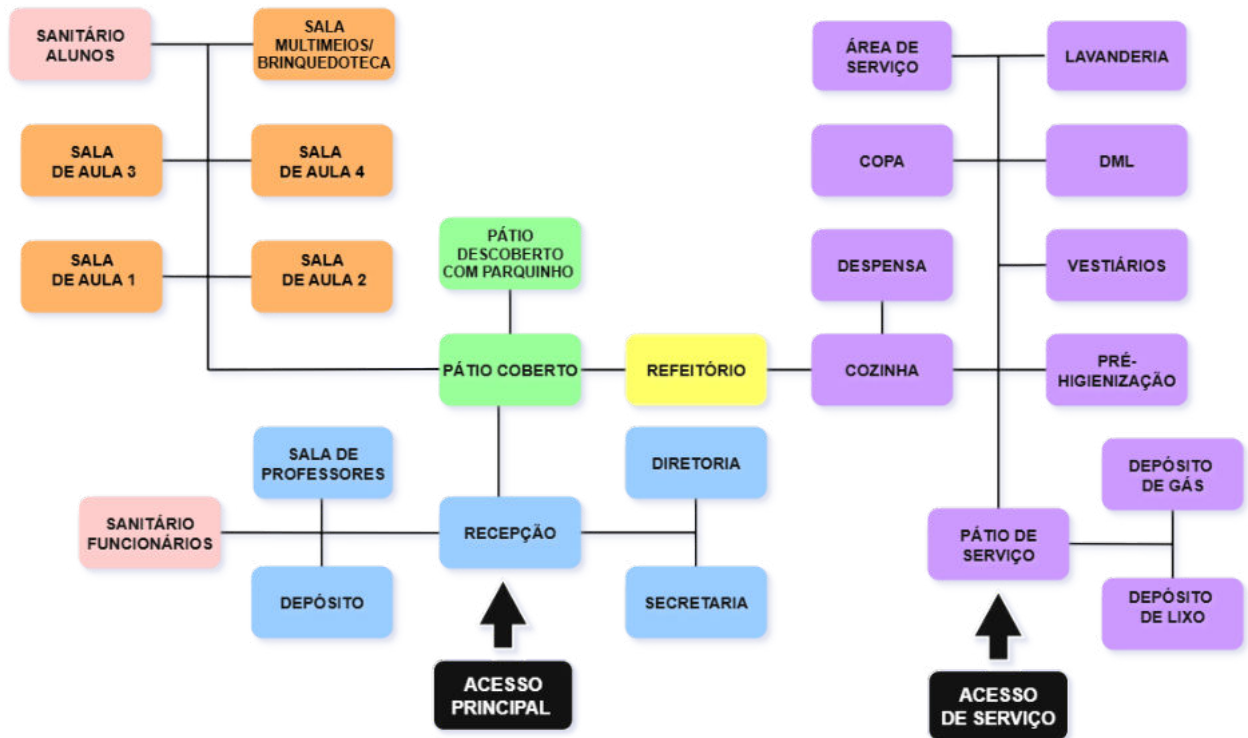 SANITÁRIO
ALUNOS
SALA
MULTIMEIOS/
BRINQUEDOTECA
SALA
DE AULA 3
SALA
DE AULA 4
SALA
DE AULA 1
SALA
DE AULA 2
PÁTIO
DESCOBERTO
COM PARQUINHO
PÁTIO COBERTO
REFEITÓRIO
ÁREA DE
SERVIÇO
LAVANDERIA
COPA
DML
DESPENSA
VESTIÁRIOS
COZINHA
PRÉ-
HIGIENIZAÇÃO
SALA DE
PROFESSORES
DIRETORIA
SANITÁRIO
FUNCIONÁRIOS
RECEPÇÃO
DEPÓSITO
SECRETARIA
DEPÓSITO
DE GÁS
PÁTIO DE
SERVIÇO
DEPÓSITO
DE LIXO
ACESSO
PRINCIPAL
ACESSO
DE SERVIÇO